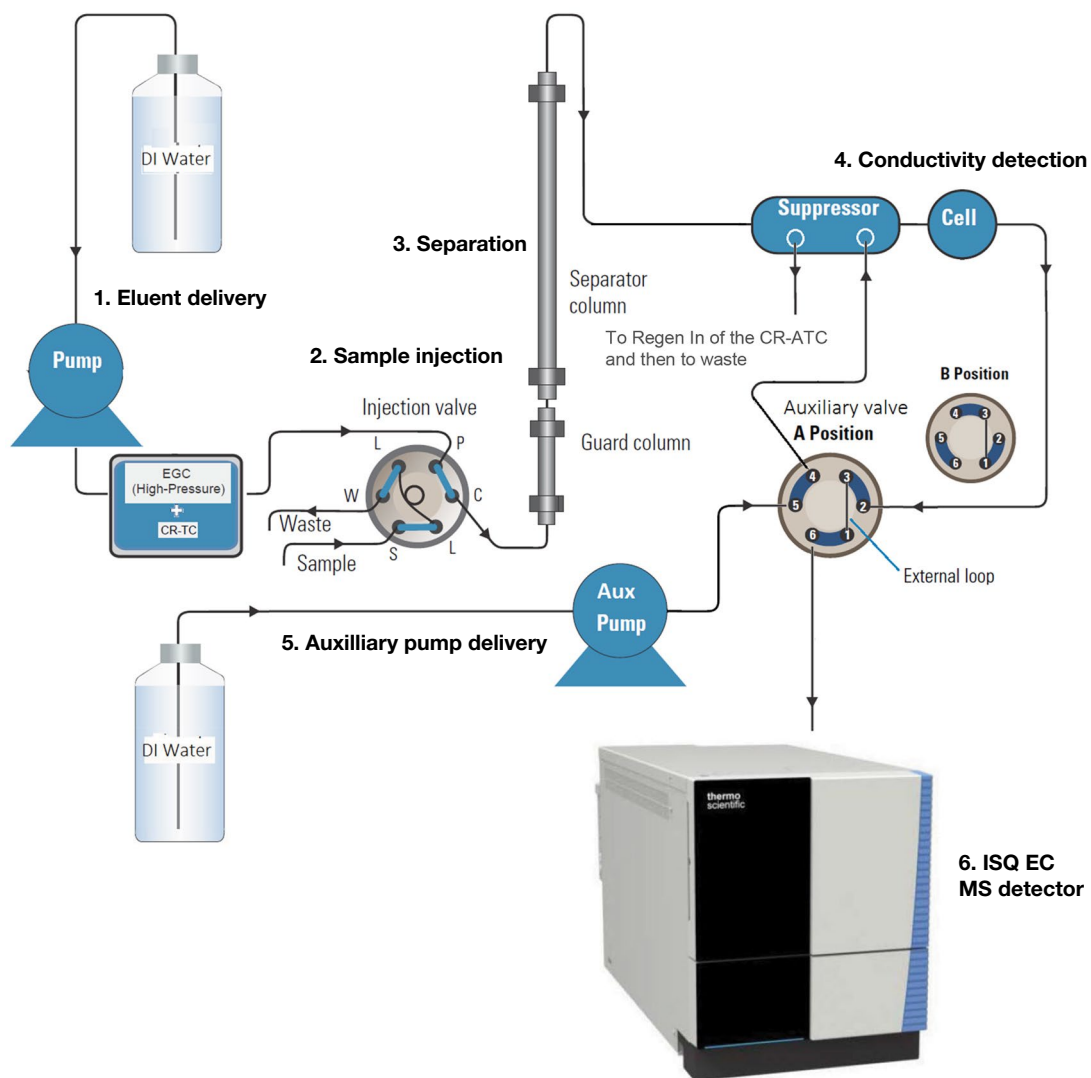 DI Water
1. Eluent delivery
Pump
EGC
(High-Pressure)
CR-TC
2. Sample injection
Injection valve
L
P
W
C
S
L
Waste
Sample
3. Separation
Separator
column
Guard column
4. Conductivity detection
Suppressor
Cell
To Regen In of the CR-ATC
and then to waste
B Position
4
3
5
2
6
1
Auxiliary valve
A Position
4
3
5
2
6
1
External loop
Aux
Pump
5. Auxilliary pump delivery
DI Water
thermo
scientific
6. ISQ EC
MS detector